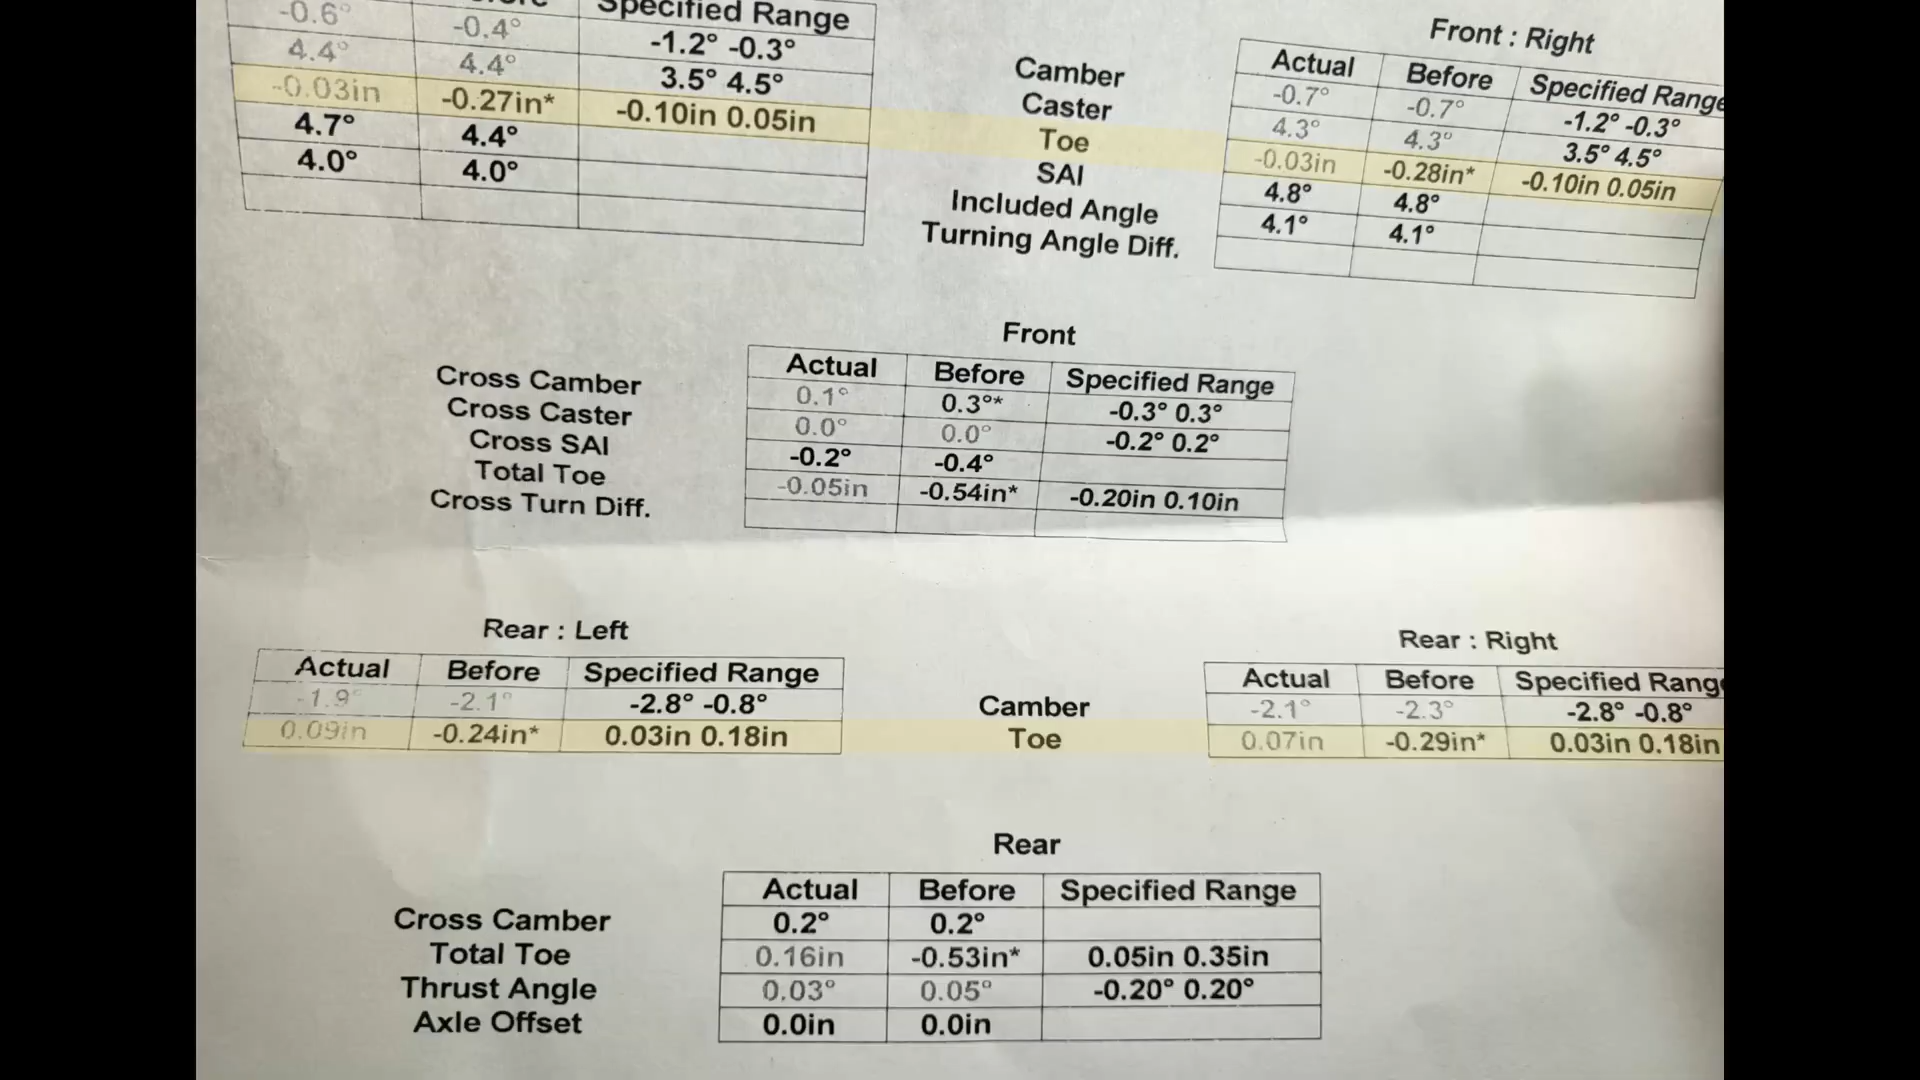 Specified Range
-0.6° -0.4° -1.2° -0.3°
4.4° 4.4° 3.5° 4.5°
-0.03in -0.27in* -0.10in 0.05in
4.7° 4.4°
4.0° 4.0°
Camber
Caster
Toe
SAI
Included Angle
Turning Angle Diff.
Front : Right
Actual Before Specified Range
-0.7° -0.7° -1.2° -0.3°
4.3° 4.3° 3.5° 4.5°
-0.03in -0.28in* -0.10in 0.05in
4.8° 4.8°
4.1° 4.1°
Front
Actual Before Specified Range
Cross Camber 0.1° 0.3°* -0.3° 0.3°
Cross Caster 0.0° 0.0° -0.2° 0.2°
Cross SAI -0.2° -0.4°
Total Toe -0.05in -0.54in* -0.20in 0.10in
Cross Turn Diff.
Rear : Left
Actual Before Specified Range
-1.9° -2.1° -2.8° -0.8°
0.09in -0.24in* 0.03in 0.18in
Camber
Toe
Rear : Right
Actual Before Specified Rang
-2.1° -2.3° -2.8° -0.8°
0.07in -0.29in* 0.03in 0.18in
Rear
Actual Before Specified Range
Cross Camber 0.2° 0.2°
Total Toe 0.16in -0.53in* 0.05in 0.35in
Thrust Angle 0.03° 0.05° -0.20° 0.20°
Axle Offset 0.0in 0.0in